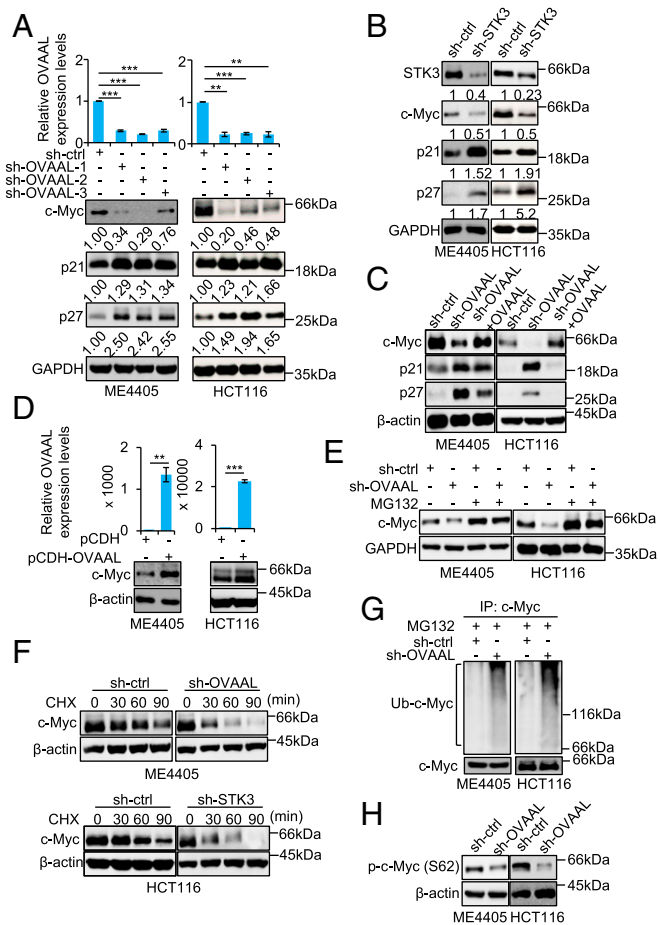 A
Relative OVAAL
expression levels
2
1
0
***
***
***
2
1
0
**
***
**
sh-ctrl + - - - + - - -
sh-OVAAL-1 - + - - - + - -
sh-OVAAL-2 - - + - - - + -
sh-OVAAL-3 - - - + - - - +
c-Myc 66kDa
1.00 0.34 0.29 0.76 1.00 0.20 0.46 0.48
p21 18kDa
1.00 1.29 1.31 1.34 1.00 1.23 1.21 1.66
p27 25kDa
1.00 2.50 2.42 2.55 1.00 1.49 1.94 1.65
GAPDH 35kDa
ME4405 HCT116
B
sh-ctrl sh-STK3 sh-ctrl sh-STK3
STK3 66kDa
1 0.4 1 0.23
c-Myc 66kDa
1 0.51 1 0.5
p21 18kDa
1 1.52 1 1.91
p27 25kDa
1 1.7 1 5.2
GAPDH 35kDa
ME4405 HCT116
C
sh-ctrl sh-OVAAL sh-OVAAL +OVAAL sh-ctrl sh-OVAAL sh-OVAAL +OVAAL
c-Myc 66kDa
p21 18kDa
p27 25kDa
β-actin 45kDa
ME4405 HCT116
D
Relative OVAAL
expression levels
x 1000
2
1
0
**
x 10000
4
2
0
***
pCDH + - + -
pCDH-OVAAL - + - +
c-Myc 66kDa
β-actin 45kDa
ME4405 HCT116
E
sh-ctrl + - + - + - + -
sh-OVAAL - + - + - + - +
MG132 - - + + - - + +
c-Myc 66kDa
GAPDH 35kDa
ME4405 HCT116
F
sh-ctrl sh-OVAAL
CHX 0 30 60 90 0 30 60 90 (min)
c-Myc 66kDa
β-actin 45kDa
ME4405
sh-ctrl sh-STK3
CHX 0 30 60 90 0 30 60 90 (min)
c-Myc 66kDa
β-actin 45kDa
HCT116
G
IP: c-Myc
MG132 + + + +
sh-ctrl + - + -
sh-OVAAL - + - +
Ub-c-Myc
116kDa
66kDa
c-Myc 66kDa
ME4405 HCT116
H
sh-ctrl sh-OVAAL sh-ctrl sh-OVAAL
p-c-Myc (S62) 66kDa
β-actin 45kDa
ME4405 HCT116